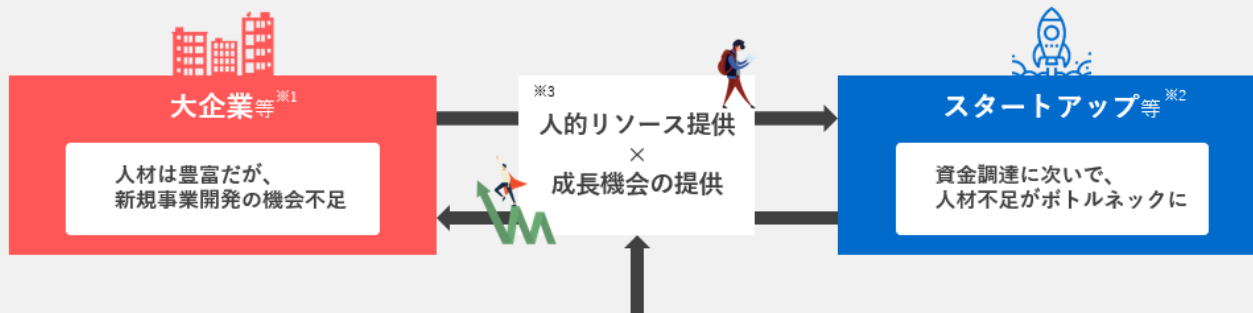 大企業等※1
人材は豊富だが、
新規事業開発の機会不足
※3
人的リソース提供
×
成長機会の提供
スタートアップ等※2
資金調達に次いで、
人材不足がボトルネックに